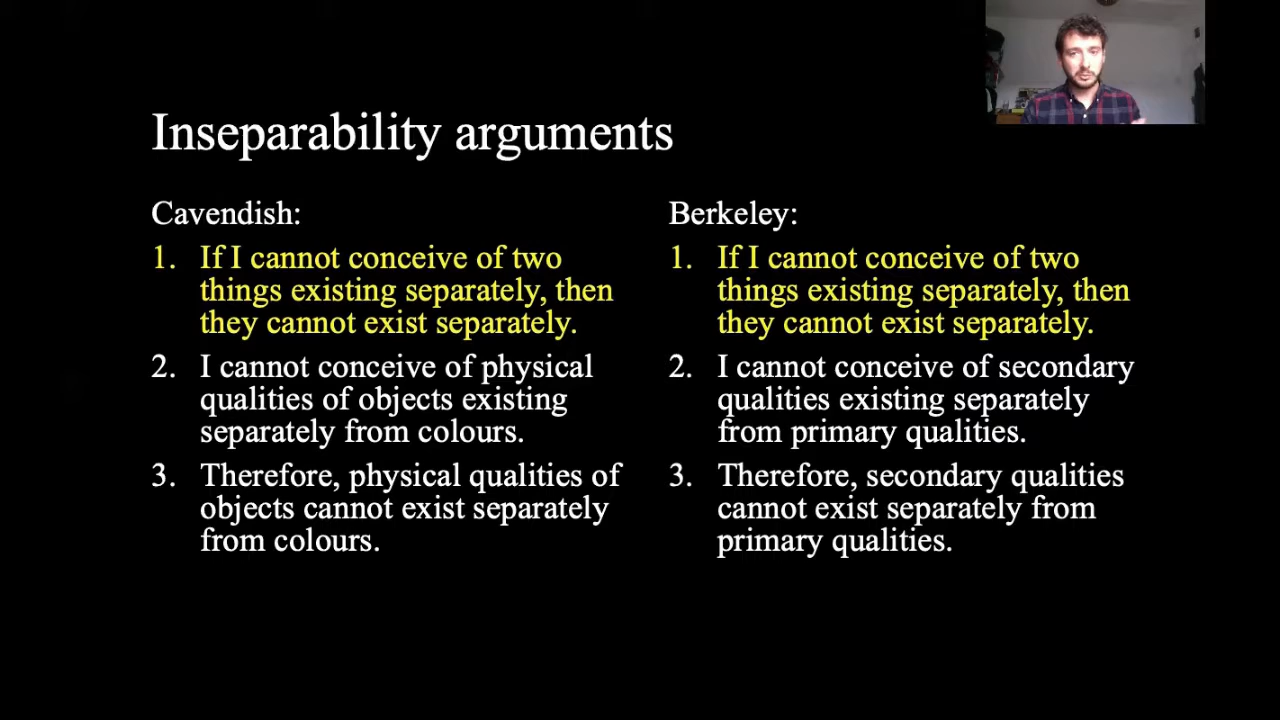 Inseparability arguments
Cavendish:
1. If I cannot conceive of two
things existing separately, then
they cannot exist separately.
2. I cannot conceive of physical
qualities of objects existing
separately from colours.
3. Therefore, physical qualities of
objects cannot exist separately
from colours.
Berkeley:
1. If I cannot conceive of two
things existing separately, then
they cannot exist separately.
2. I cannot conceive of secondary
qualities existing separately
from primary qualities.
3. Therefore, secondary qualities
cannot exist separately from
primary qualities.